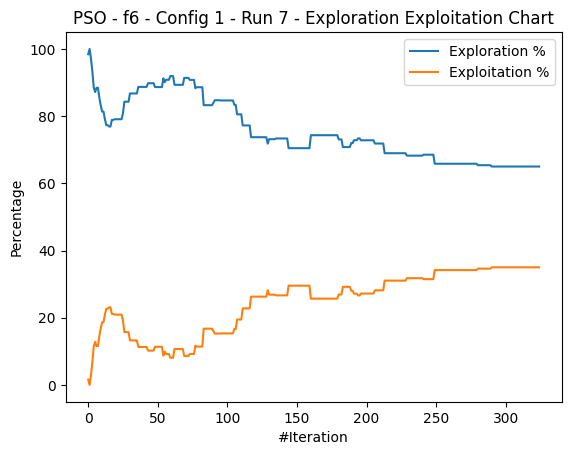 PSO - f6 - Config 1 - Run 7 - Exploration Exploitation Chart
Exploration %
Exploitation %
Percentage
100
80
60
40
20
0
0 50 100 150 200 250 300
#Iteration